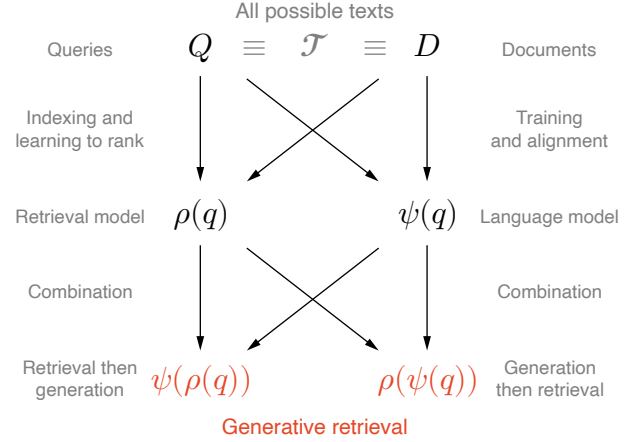 All possible texts
Queries Q ≡ 𝒯 ≡ D Documents
Indexing and
learning to rank
Training
and alignment
Retrieval model ρ(q) ψ(q) Language model
Combination Combination
Retrieval then
generation
ψ(ρ(q)) ρ(ψ(q))
Generation
then retrieval
Generative retrieval